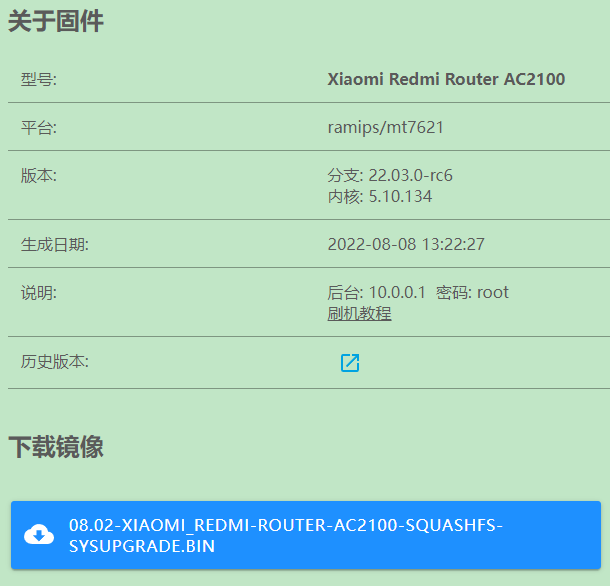 关于固件
型号:
Xiaomi Redmi Router AC2100
平台:
ramips/mt7621
版本:
分支: 22.03.0-rc6
内核: 5.10.134
生成日期:
2022-08-08 13:22:27
说明:
后台: 10.0.0.1 密码: root
刷机教程
历史版本:
下载镜像
08.02-XIAOMI_REDMI-ROUTER-AC2100-SQUASHFS-
SYSUPGRADE.BIN